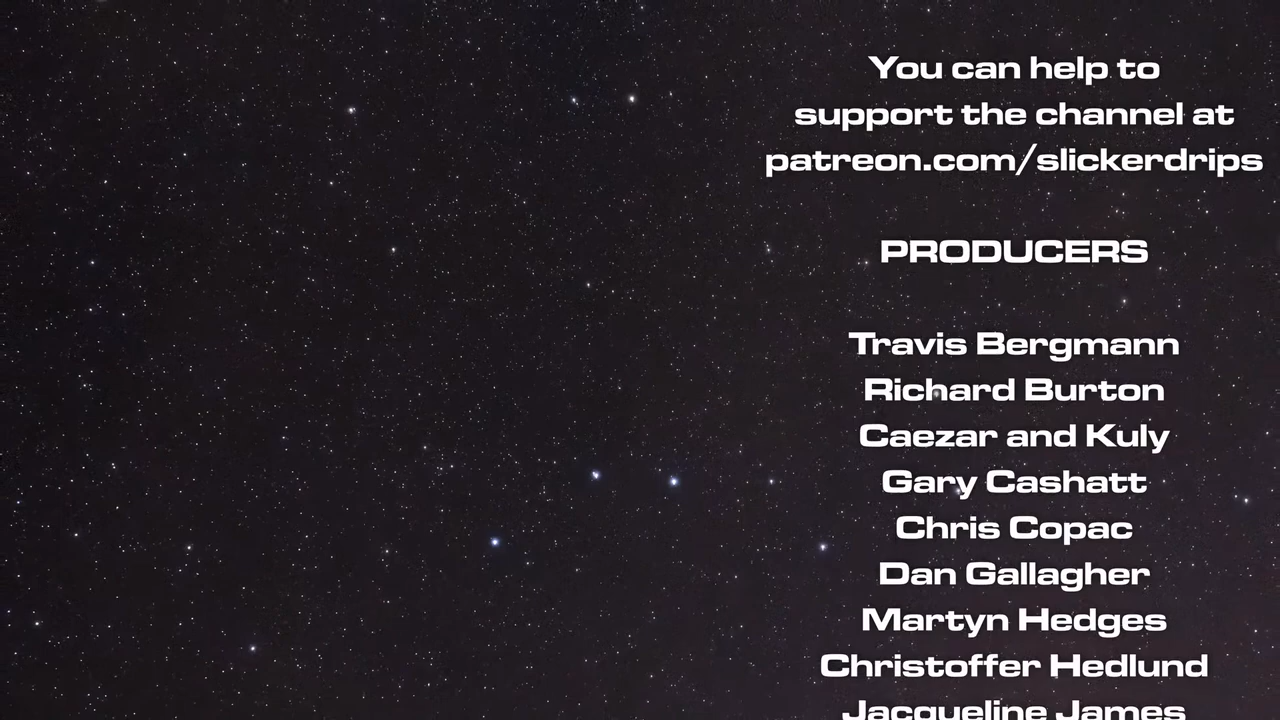 You can help to
support the channel at
patreon.com/slickerdrips
PRODUCERS
Travis Bergmann
Richard Burton
Caezar and Kuly
Gary Cashatt
Chris Copac
Dan Gallagher
Martyn Hedges
Christoffer Hedlund
Jacqueline James